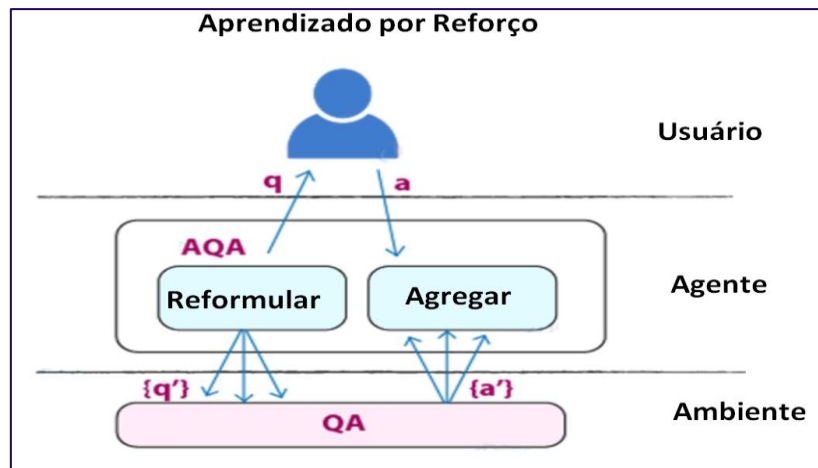 Aprendizado por Reforço
Usuário
q
a
AQA
Reformular
Agregar
Agente
{q'}
{a'}
QA
Ambiente